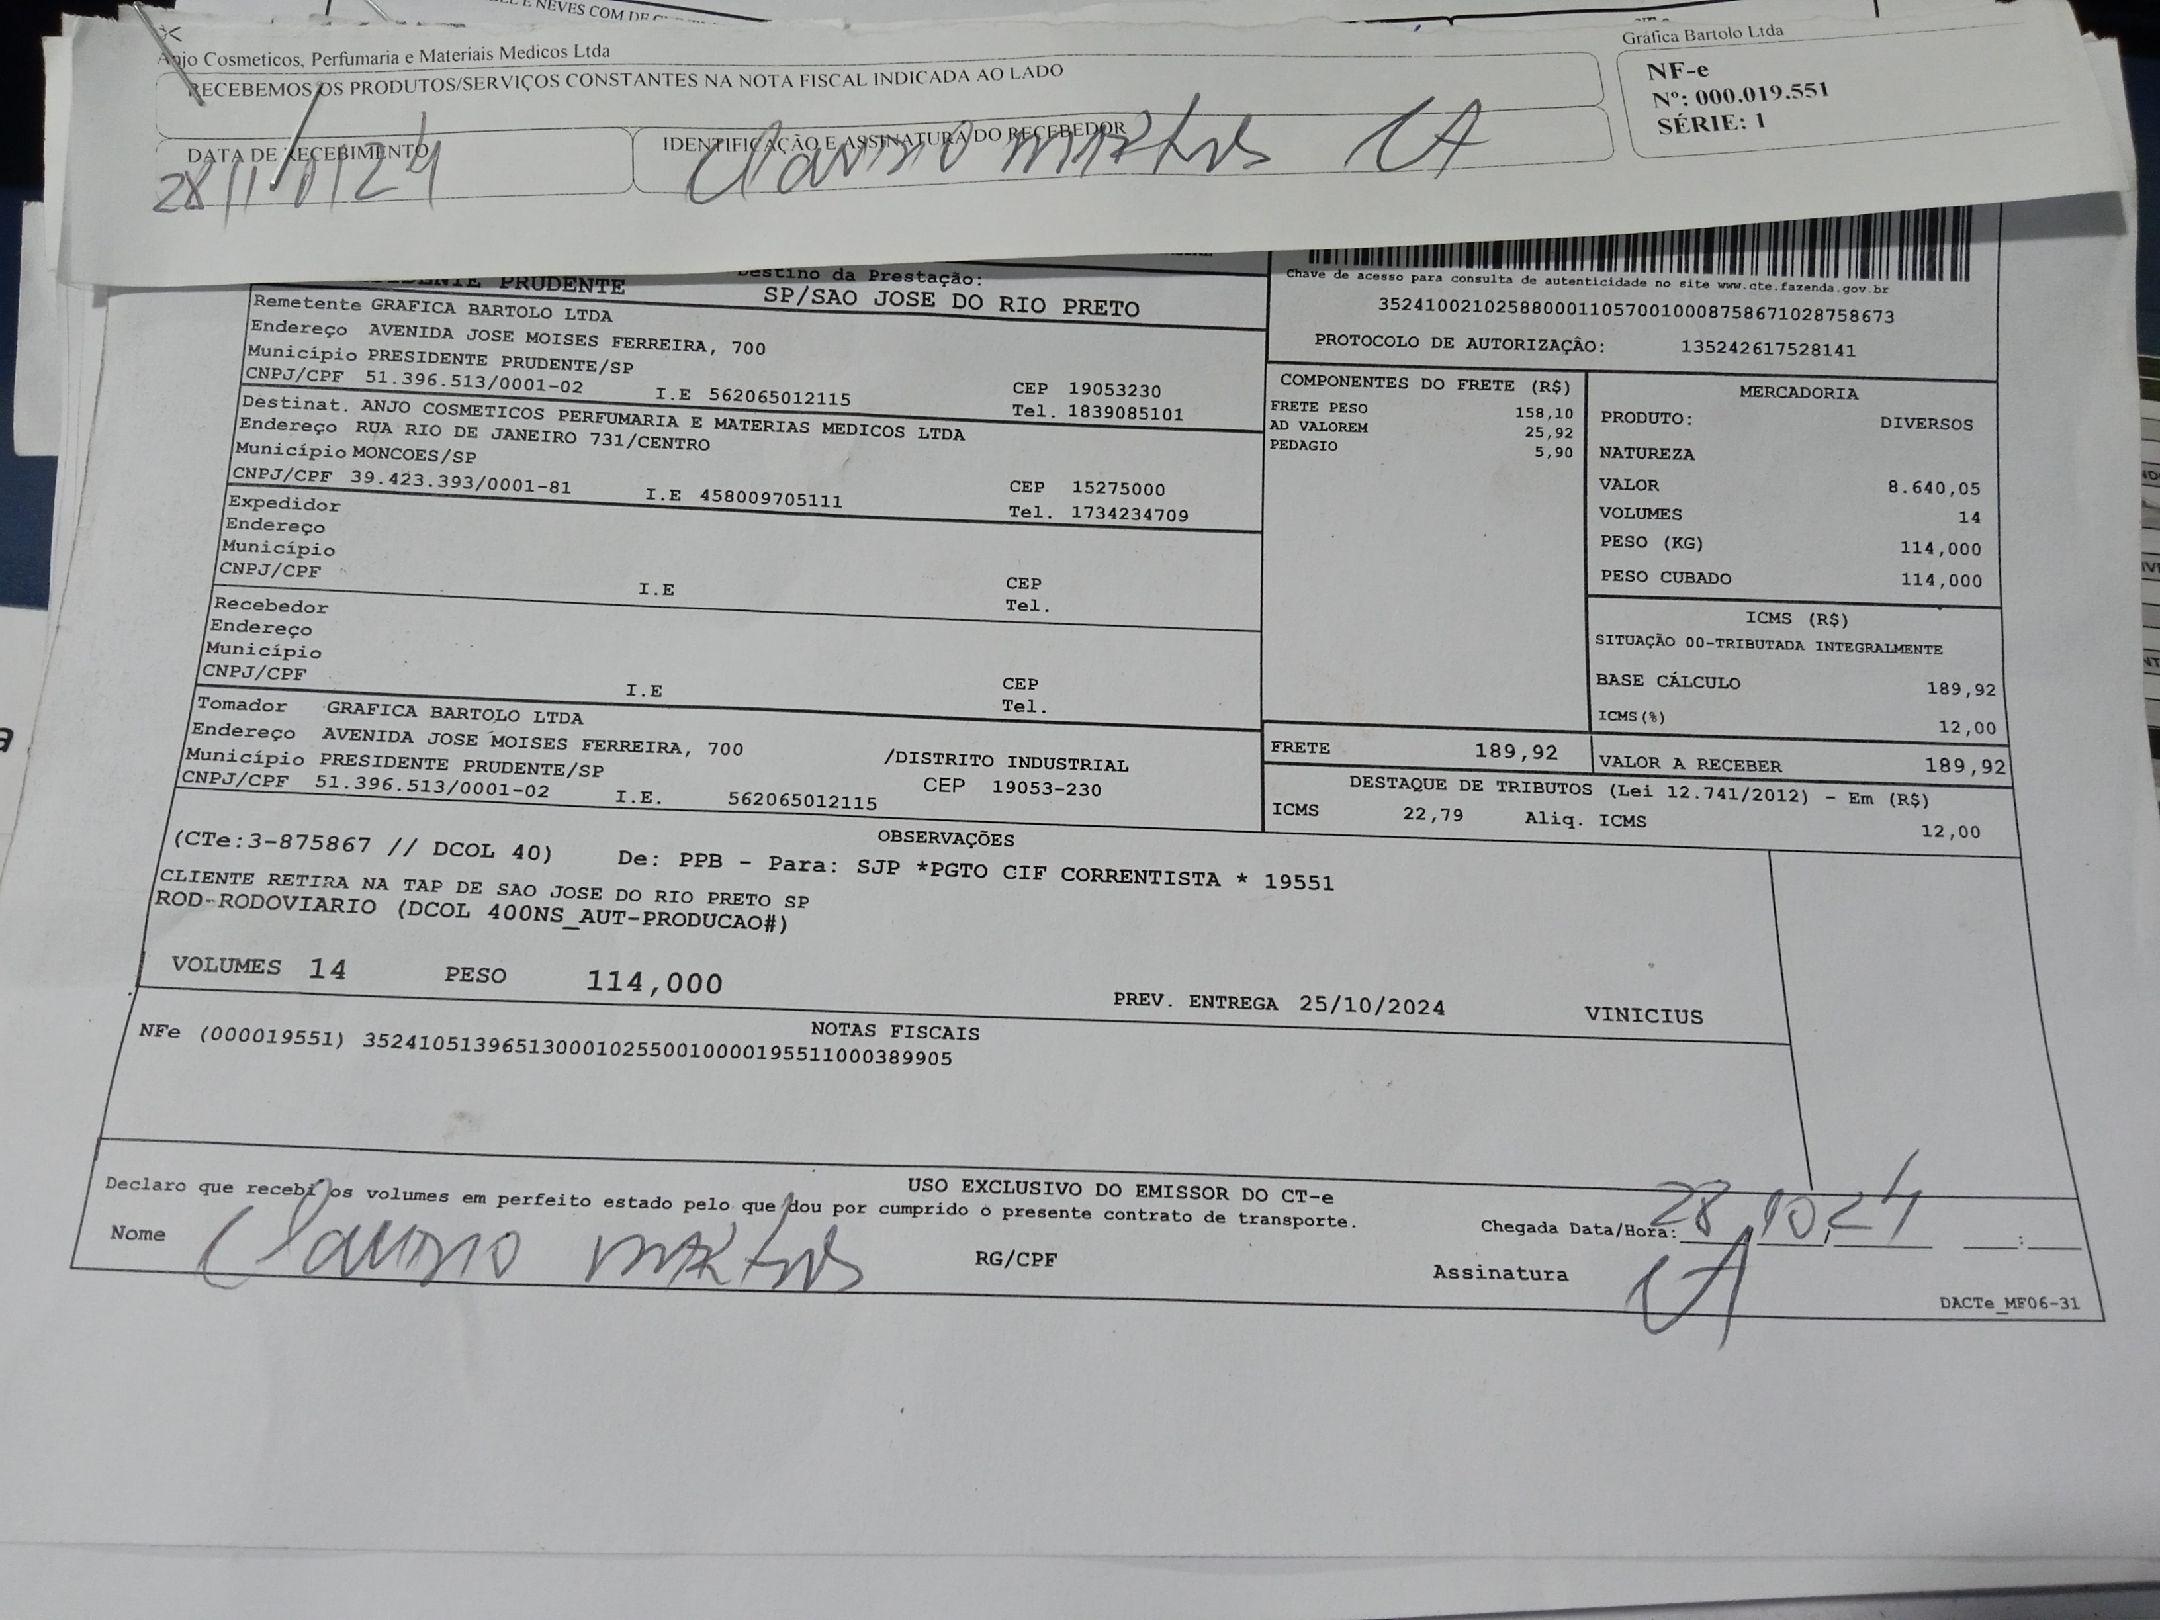 E NEVES COM DE
Anjo Cosmeticos, Perfumaria e Materiais Medicos Ltda
RECEBEMOS OS PRODUTOS/SERVIÇOS CONSTANTES NA NOTA FISCAL INDICADA AO LADO
DATA DE RECEBIMENTO
28/11/24
IDENTIFICAÇÃO E ASSINATURA DO RECEBEDOR
Gráfica Bartolo Ltda
NF-e
Nº: 000.019.551
SÉRIE: 1
PRUDENTE
Destino da Prestação:
SP/SAO JOSE DO RIO PRETO
Chave de acesso para consulta de autenticidade no site www.cte.fazenda.gov.br
35241002102588000110570010008758671028758673
PROTOCOLO DE AUTORIZAÇÃO: 135242617528141
Remetente GRAFICA BARTOLO LTDA
Endereço AVENIDA JOSE MOISES FERREIRA, 700
Município PRESIDENTE PRUDENTE/SP CEP 19053230
CNPJ/CPF 51.396.513/0001-02 I.E 562065012115 Tel. 1839085101
Destinat. ANJO COSMETICOS PERFUMARIA E MATERIAS MEDICOS LTDA
Endereço RUA RIO DE JANEIRO 731/CENTRO
Município MONCOES/SP CEP 15275000
CNPJ/CPF 39.423.393/0001-81 I.E 458009705111 Tel. 1734234709
Expedidor
Endereço
Município CEP
CNPJ/CPF I.E Tel.
Recebedor
Endereço
Município CEP
CNPJ/CPF I.E Tel.
Tomador GRAFICA BARTOLO LTDA
Endereço AVENIDA JOSE MOISES FERREIRA, 700 /DISTRITO INDUSTRIAL
Município PRESIDENTE PRUDENTE/SP CEP 19053-230
CNPJ/CPF 51.396.513/0001-02 I.E. 562065012115
COMPONENTES DO FRETE (R$)
FRETE PESO 158,10
AD VALOREM 25,92
PEDAGIO 5,90
MERCADORIA
PRODUTO: DIVERSOS
NATUREZA
VALOR 8.640,05
VOLUMES 14
PESO (KG) 114,000
PESO CUBADO 114,000
ICMS (R$)
SITUAÇÃO 00-TRIBUTADA INTEGRALMENTE
BASE CÁLCULO 189,92
ICMS(%) 12,00
FRETE 189,92 VALOR A RECEBER 189,92
DESTAQUE DE TRIBUTOS (Lei 12.741/2012) - Em (R$)
ICMS 22,79 Aliq. ICMS 12,00
OBSERVAÇÕES
(CTe:3-875867 // DCOL 40) De: PPB - Para: SJP *PGTO CIF CORRENTISTA * 19551
CLIENTE RETIRA NA TAP DE SAO JOSE DO RIO PRETO SP
ROD-RODOVIARIO (DCOL 400NS_AUT-PRODUCAO#)
VOLUMES 14 PESO 114,000
PREV. ENTREGA 25/10/2024 VINICIUS
NOTAS FISCAIS
NFe (000019551) 35241051396513000102550010000195511000389905
USO EXCLUSIVO DO EMISSOR DO CT-e
Declaro que recebi os volumes em perfeito estado pelo que dou por cumprido o presente contrato de transporte.
Chegada Data/Hora: 28 10 24 :
Nome RG/CPF Assinatura
DACTe_MF06-31